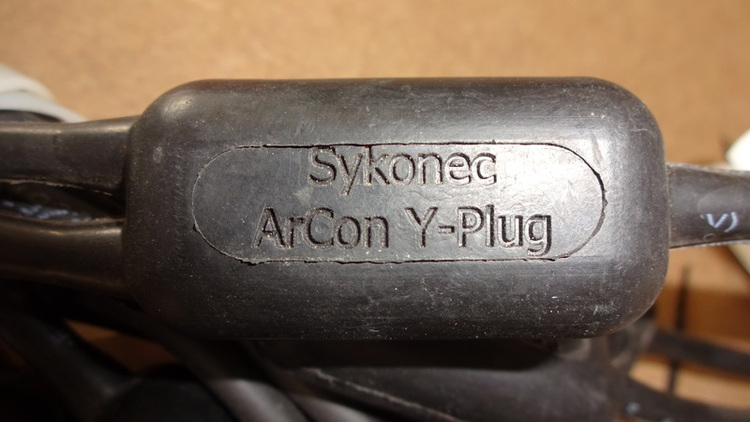 Sykonec
ArCon Y-Plug